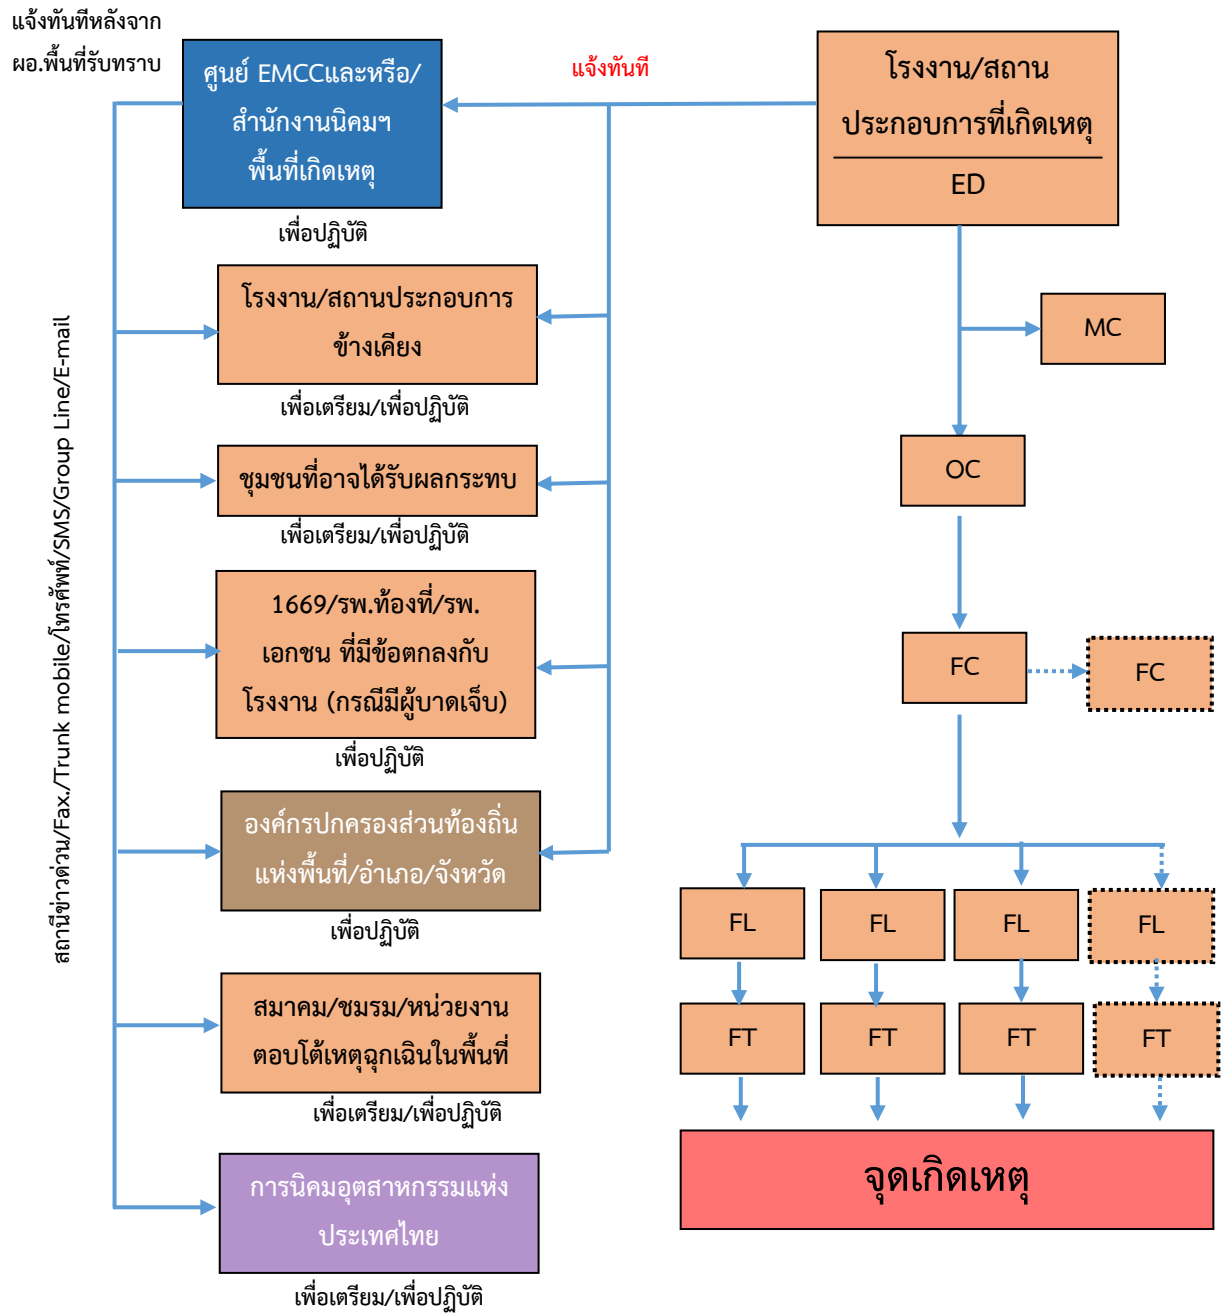 แจ้งทันทีหลังจาก
ผอ.พื้นที่รับทราบ
ศูนย์ EMCCและหรือ/
สำนักงานนิคมฯ
พื้นที่เกิดเหตุ
เพื่อปฏิบัติ
แจ้งทันที
โรงงาน/สถาน
ประกอบการที่เกิดเหตุ
ED
โรงงาน/สถานประกอบการ
ข้างเคียง
เพื่อเตรียม/เพื่อปฏิบัติ
MC
ชุมชนที่อาจได้รับผลกระทบ
เพื่อเตรียม/เพื่อปฏิบัติ
OC
1669/รพ.ท้องที่/รพ.
เอกชน ที่มีข้อตกลงกับ
โรงงาน (กรณีมีผู้บาดเจ็บ)
เพื่อปฏิบัติ
FC
FC
องค์กรปกครองส่วนท้องถิ่น
แห่งพื้นที่/อำเภอ/จังหวัด
เพื่อปฏิบัติ
FL
FL
FL
FL
สมาคม/ชมรม/หน่วยงาน
ตอบโต้เหตุฉุกเฉินในพื้นที่
เพื่อเตรียม/เพื่อปฏิบัติ
FT
FT
FT
FT
การนิคมอุตสาหกรรมแห่ง
ประเทศไทย
เพื่อเตรียม/เพื่อปฏิบัติ
จุดเกิดเหตุ
สถานีข่าวด่วน/Fax./Trunk mobile/โทรศัพท์/SMS/Group Line/E-mail